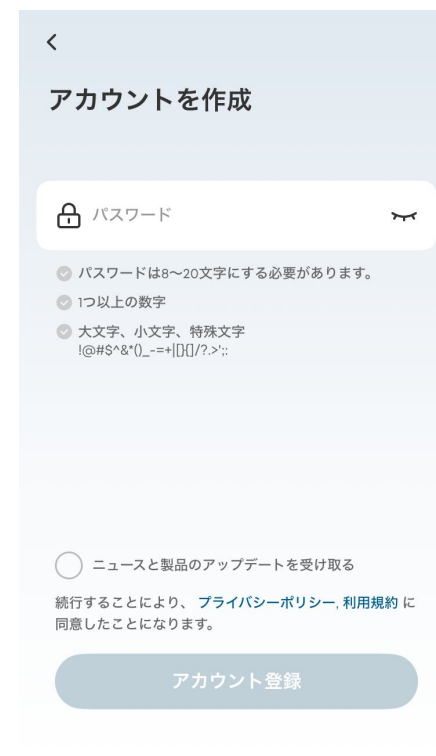 アカウントを作成
パスワード
パスワードは8〜20文字にする必要があります。
1つ以上の数字
大文字、小文字、特殊文字
!@#$^&*()_-=+|[]{}[]/?.>';:
ニュースと製品のアップデートを受け取る
続行することにより、 プライバシーポリシー, 利用規約 に
同意したことになります。
アカウント登録